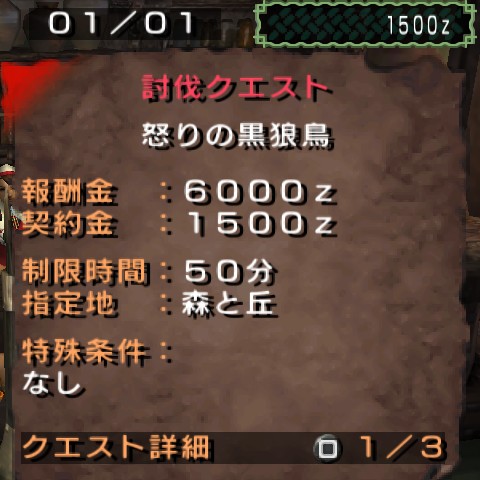 01/01
1500z
討伐クエスト
怒りの黒狼鳥
報酬金 : 6000z
契約金 : 1500z
制限時間 : 50分
指定地 : 森と丘
特殊条件 :
なし
クエスト詳細 1/3